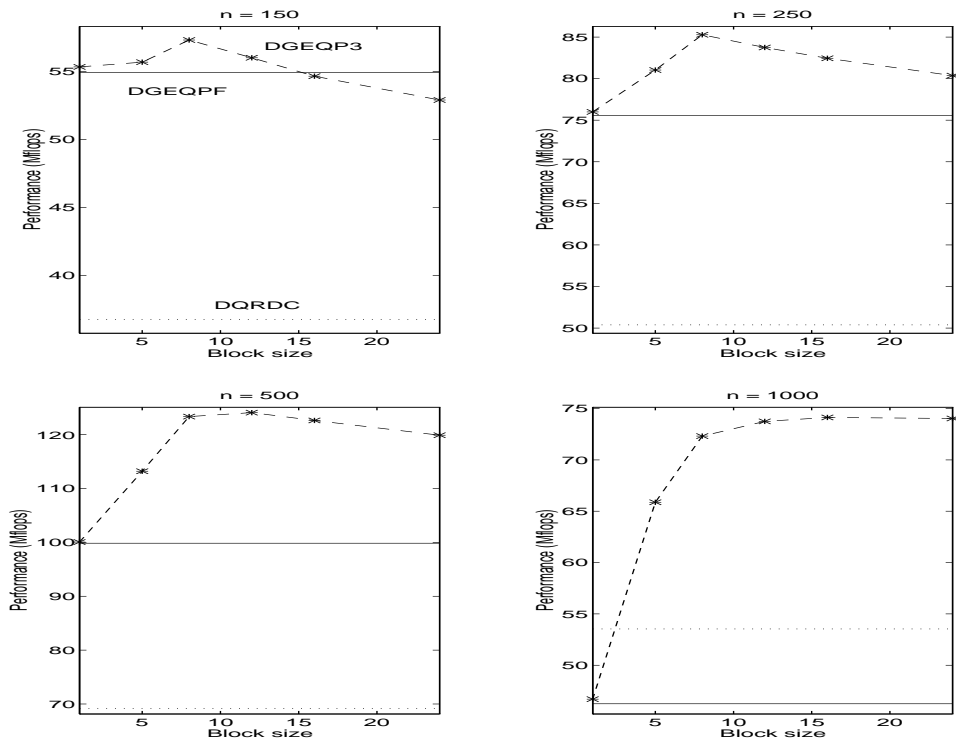 n = 150
DGEQP3
DGEQPF
DQRDC
55
50
45
40
Performance (Mflops)
5 10 15 20
Block size
n = 250
85
80
75
70
65
60
55
50
Performance (Mflops)
5 10 15 20
Block size
n = 500
120
110
100
90
80
70
Performance (Mflops)
5 10 15 20
Block size
n = 1000
75
70
65
60
55
50
Performance (Mflops)
5 10 15 20
Block size